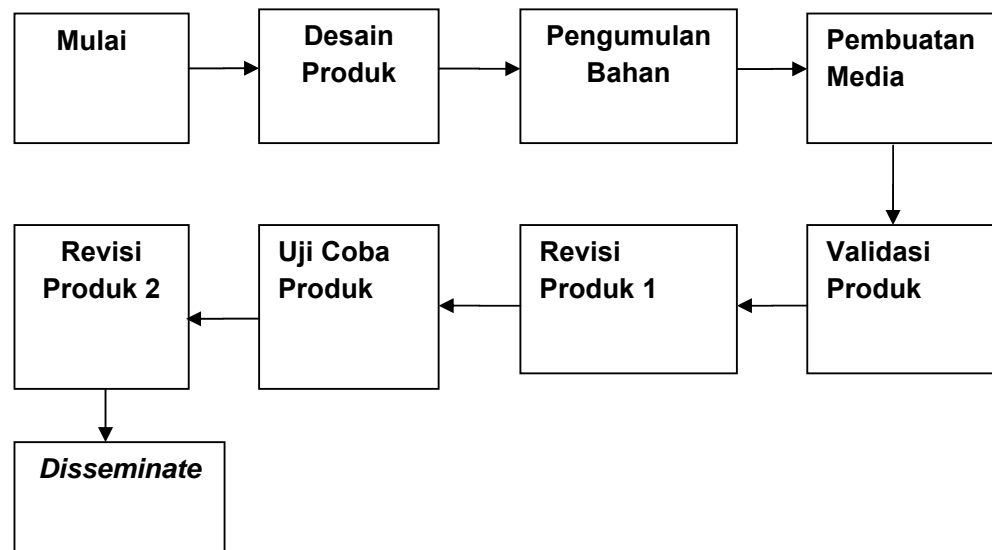 Mulai
Desain
Produk
Pengumulan
Bahan
Pembuatan
Media
Validasi
Produk
Revisi
Produk 1
Uji Coba
Produk
Revisi
Produk 2
Disseminate